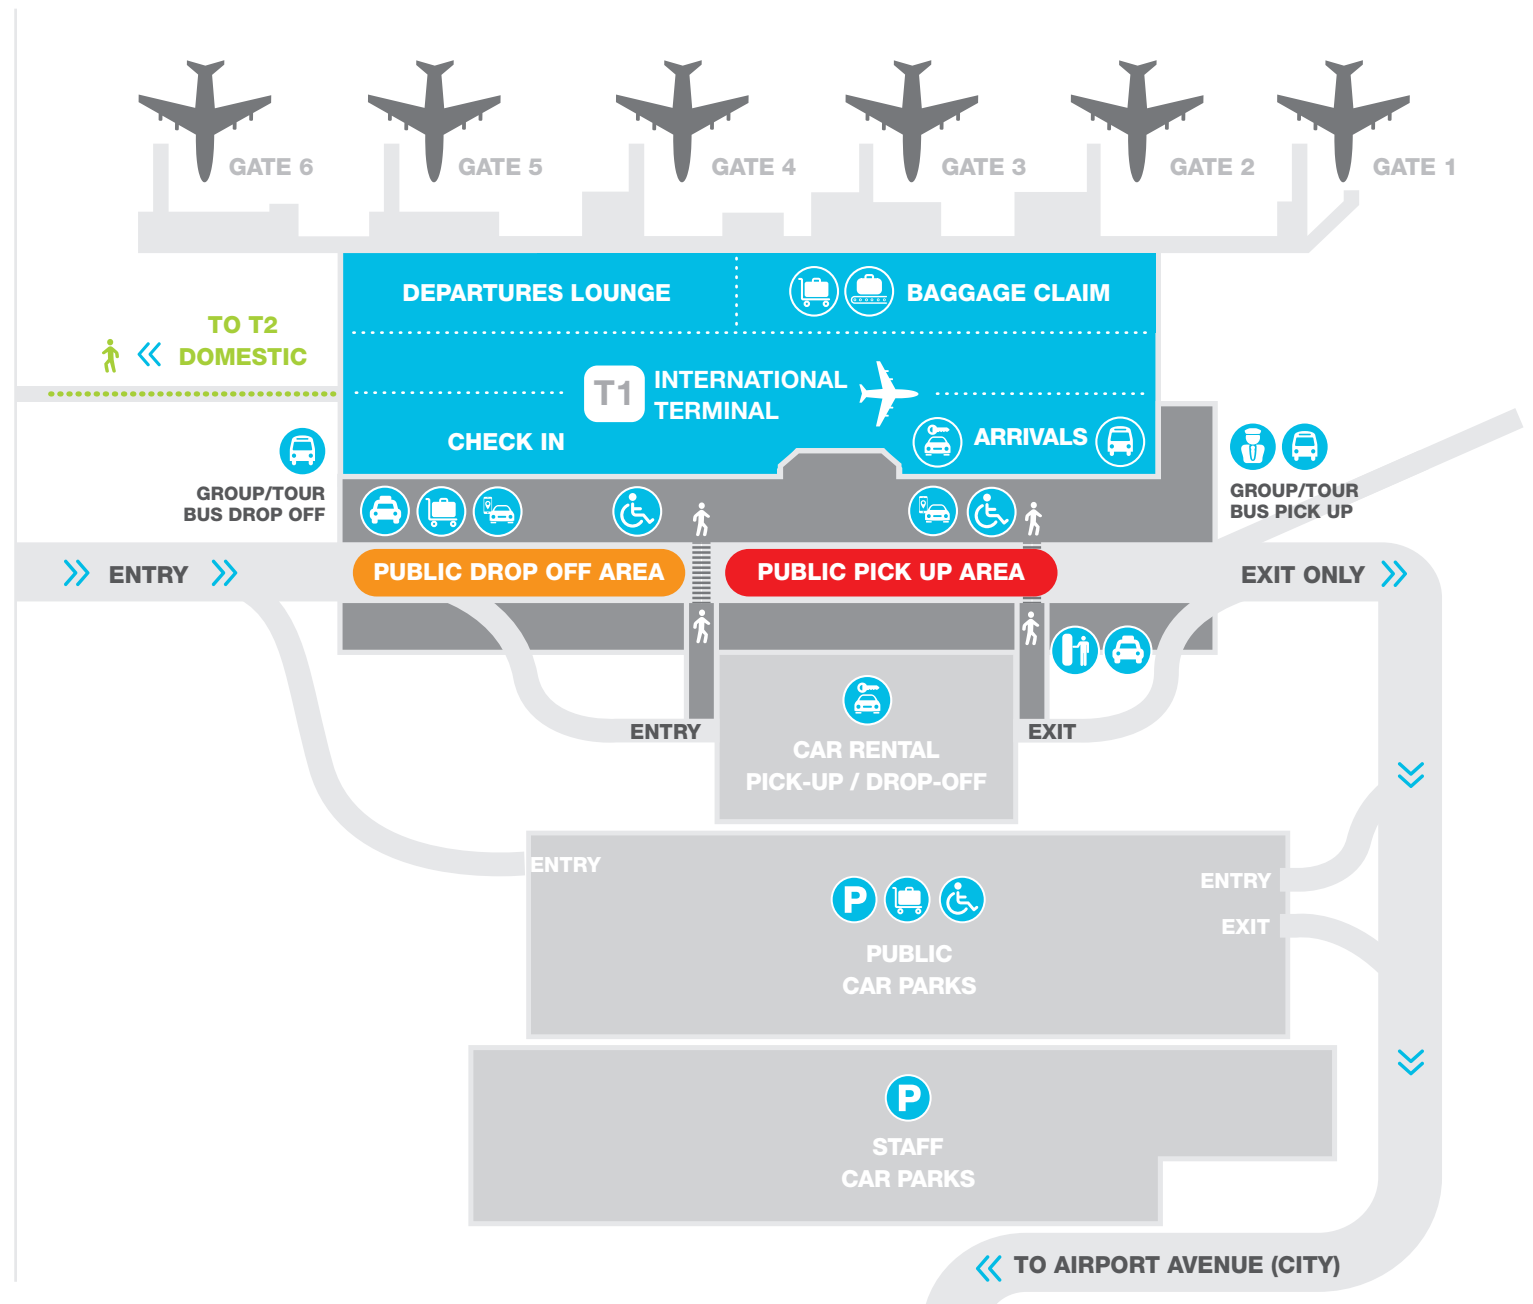 GATE 6
GATE 5
GATE 4
GATE 3
GATE 2
GATE 1
DEPARTURES LOUNGE
BAGGAGE CLAIM
TO T2
DOMESTIC
T1
INTERNATIONAL
TERMINAL
CHECK IN
ARRIVALS
GROUP/TOUR
BUS DROP OFF
GROUP/TOUR
BUS PICK UP
ENTRY
PUBLIC DROP OFF AREA
PUBLIC PICK UP AREA
EXIT ONLY
ENTRY
EXIT
CAR RENTAL
PICK-UP / DROP-OFF
ENTRY
ENTRY
EXIT
P
PUBLIC
CAR PARKS
P
STAFF
CAR PARKS
TO AIRPORT AVENUE (CITY)